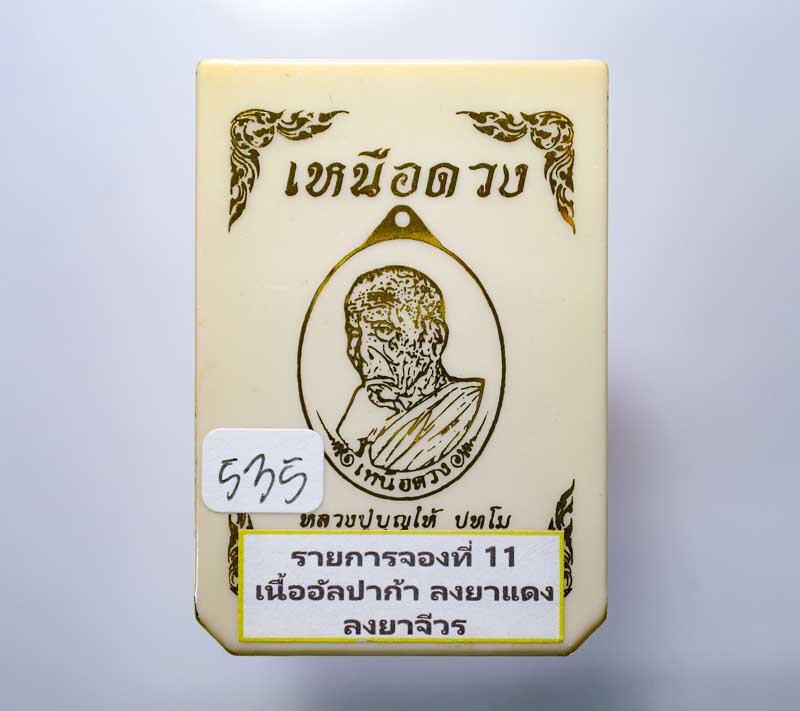 เหนือดวง
เหนือดวง
535
หลวงปู่บุญให้ ปทุโม
รายการจองที่ 11
เนื้ออัลปาก้า ลงยาแดง
ลงยาจีวร